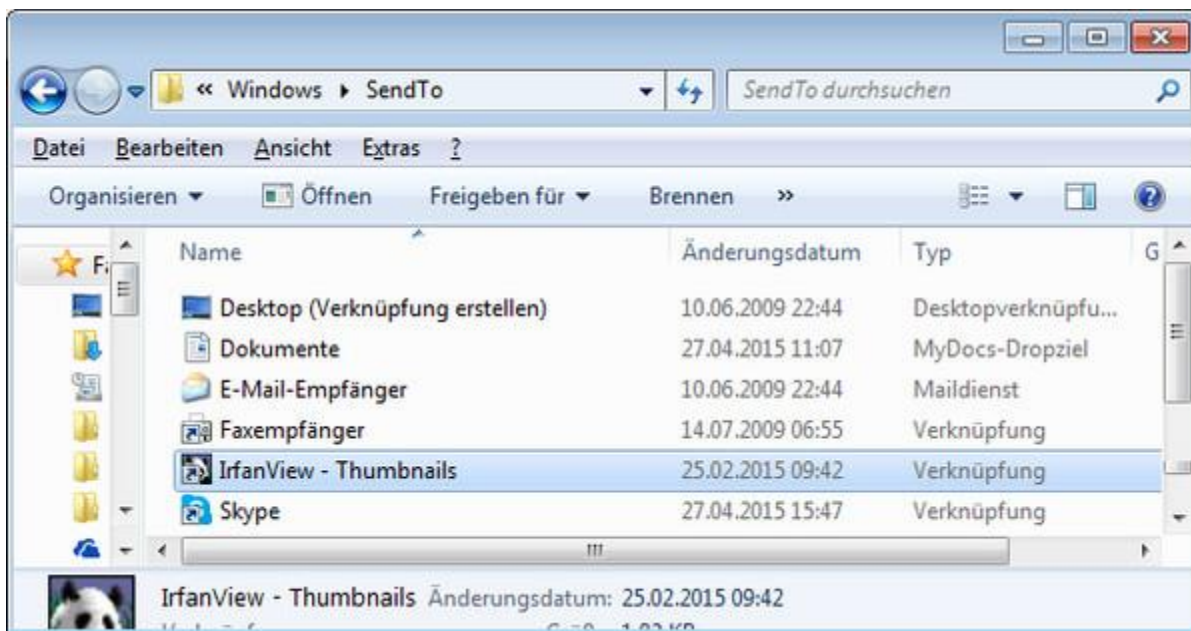 « Windows ▸ SendTo SendTo durchsuchen
Datei Bearbeiten Ansicht Extras ?
Organisieren Öffnen Freigeben für Brennen »
Name Änderungsdatum Typ G
Desktop (Verknüpfung erstellen) 10.06.2009 22:44 Desktopverknüpfu...
Dokumente 27.04.2015 11:07 MyDocs-Dropziel
E-Mail-Empfänger 10.06.2009 22:44 Maildienst
Faxempfänger 14.07.2009 06:55 Verknüpfung
IrfanView - Thumbnails 25.02.2015 09:42 Verknüpfung
Skype 27.04.2015 15:47 Verknüpfung
IrfanView - Thumbnails Änderungsdatum: 25.02.2015 09:42